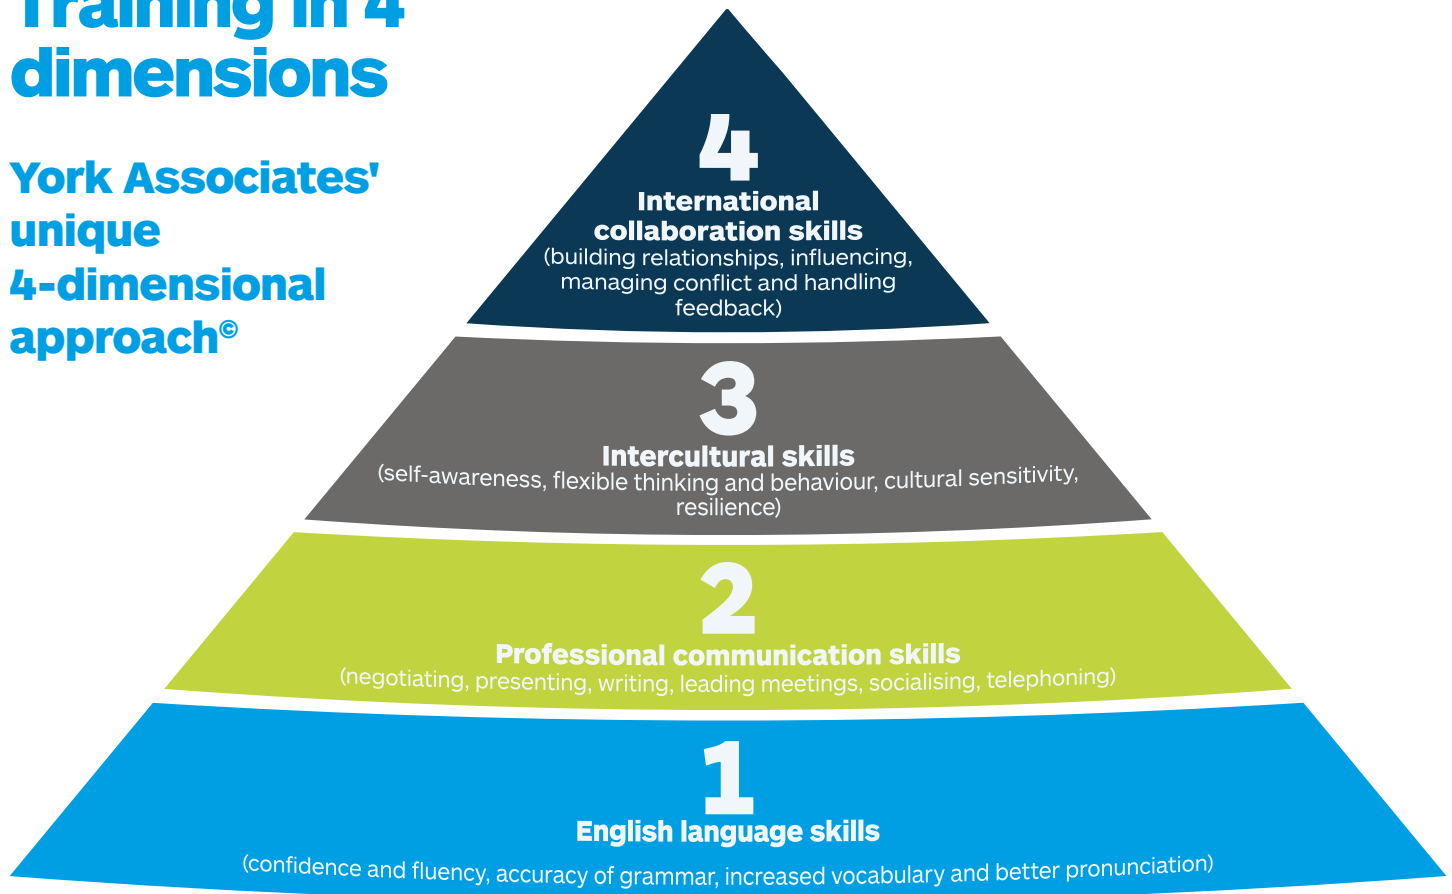 Training in 4
dimensions
York Associates'
unique
4-dimensional
approach©
4
International
collaboration skills
(building relationships, influencing,
managing conflict and handling
feedback)
3
Intercultural skills
(self-awareness, flexible thinking and behaviour, cultural sensitivity,
resilience)
2
Professional communication skills
(negotiating, presenting, writing, leading meetings, socialising, telephoning)
1
English language skills
(confidence and fluency, accuracy of grammar, increased vocabulary and better pronunciation)